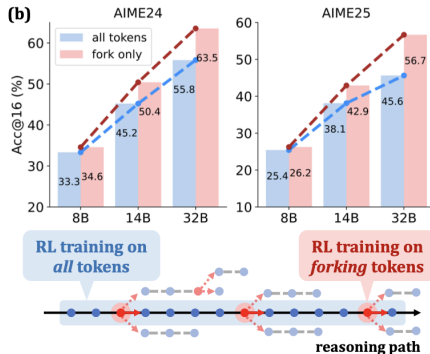 (b)
AIME24
AIME25
all tokens
fork only
Acc@16 (%)
60
50
40
30
20
33.3
34.6
45.2
50.4
55.8
63.5
8B
14B
32B
60
50
40
30
20
10
25.4
26.2
38.1
42.9
45.6
56.7
8B
14B
32B
RL training on
all tokens
RL training on
forking tokens
reasoning path